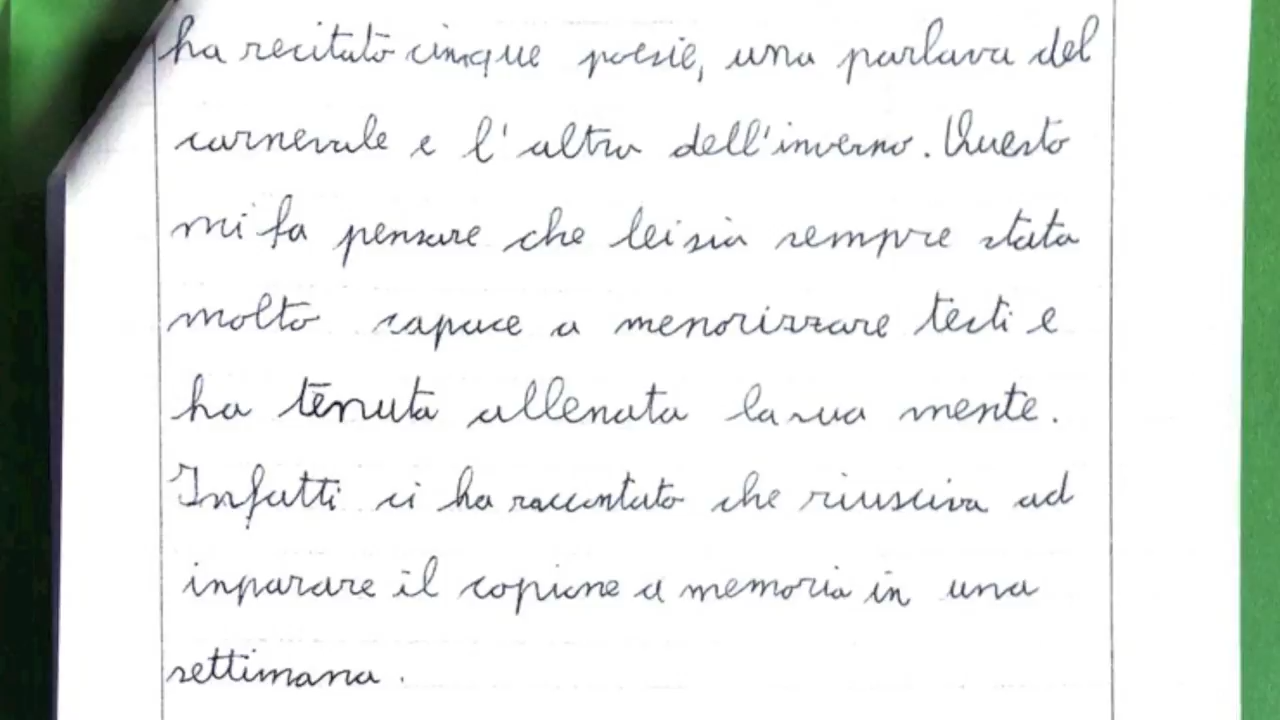 ha recitato cinque poesie, una parlava del
carnevale e l'altra dell'inverno. Questo
mi fa pensare che lei sia sempre stata
molto capace a menorizzare testi e
ha tenuta allenata la sua mente.
Infatti ci ha raccontato che riusciva ad
inparare il copione a memoria in una
settimana.